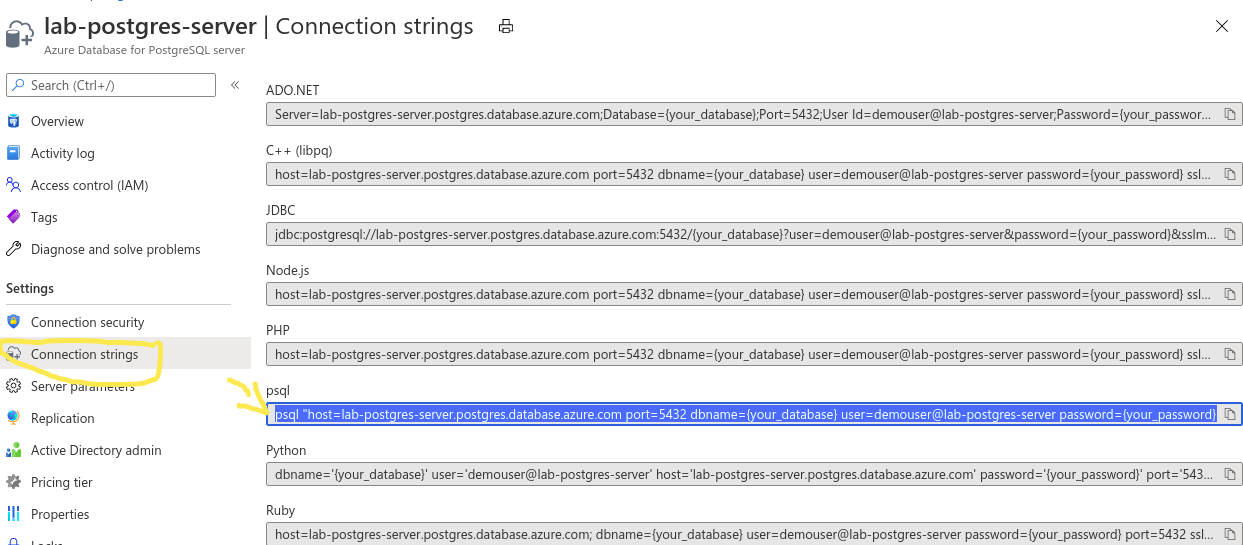 lab-postgres-server | Connection strings
Azure Database for PostgreSQL server
Search (Ctrl+/)
«
Overview
Activity log
Access control (IAM)
Tags
Diagnose and solve problems
Settings
Connection security
Connection strings
Server parameters
Replication
Active Directory admin
Pricing tier
Properties
Locks
ADO.NET
Server=lab-postgres-server.postgres.database.azure.com;Database={your_database};Port=5432;User Id=demouser@lab-postgres-server;Password={your_passwor...
C++ (libpq)
host=lab-postgres-server.postgres.database.azure.com port=5432 dbname={your_database} user=demouser@lab-postgres-server password={your_password} ssl...
JDBC
jdbc:postgresql://lab-postgres-server.postgres.database.azure.com:5432/{your_database}?user=demouser@lab-postgres-server&password={your_password}&sslm...
Node.js
host=lab-postgres-server.postgres.database.azure.com port=5432 dbname={your_database} user=demouser@lab-postgres-server password={your_password} ssl...
PHP
host=lab-postgres-server.postgres.database.azure.com port=5432 dbname={your_database} user=demouser@lab-postgres-server password={your_password} ssl...
psql
psql "host=lab-postgres-server.postgres.database.azure.com port=5432 dbname={your_database} user=demouser@lab-postgres-server password={your_password}
Python
dbname='{your_database}' user='demouser@lab-postgres-server' host='lab-postgres-server.postgres.database.azure.com' password='{your_password}' port='543...
Ruby
host=lab-postgres-server.postgres.database.azure.com; dbname={your_database} user=demouser@lab-postgres-server password={your_password} port=5432 ssl...